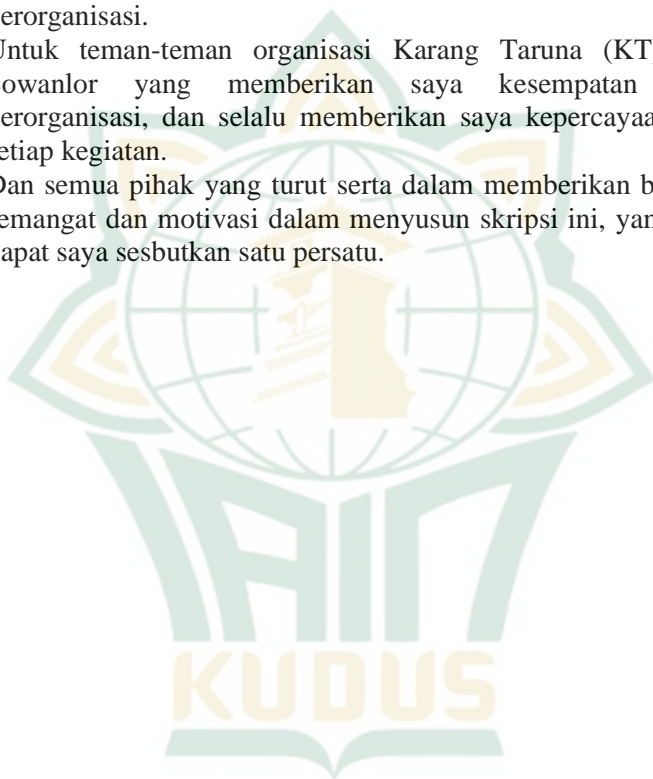 erorganisasi.
Untuk teman-teman organisasi Karang Taruna (KT)
owanlor yang memberikan saya kesempatan
erorganisasi, dan selalu memberikan saya kepercayaa
etiap kegiatan.
Dan semua pihak yang turut serta dalam memberikan b
emangat dan motivasi dalam menyusun skripsi ini, yan
dapat saya sesbutkan satu persatu.
IAIN
KUDUS